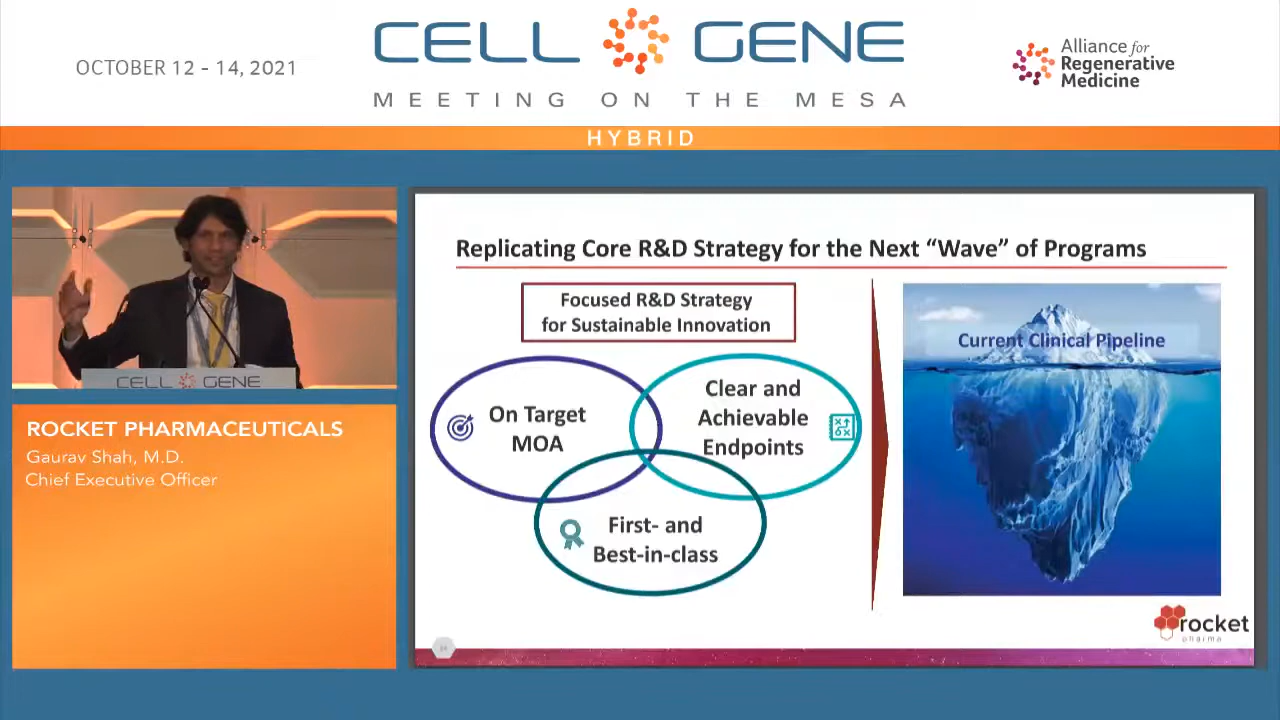 OCTOBER 12 - 14, 2021
CELL GENE
MEETING ON THE MESA
Alliance for
Regenerative
Medicine
HYBRID
CELL GENE
ROCKET PHARMACEUTICALS
Gaurav Shah, M.D.
Chief Executive Officer
Replicating Core R&D Strategy for the Next “Wave” of Programs
Focused R&D Strategy
for Sustainable Innovation
On Target
MOA
Clear and
Achievable
Endpoints
First- and
Best-in-class
Current Clinical Pipeline
rocket
pharma